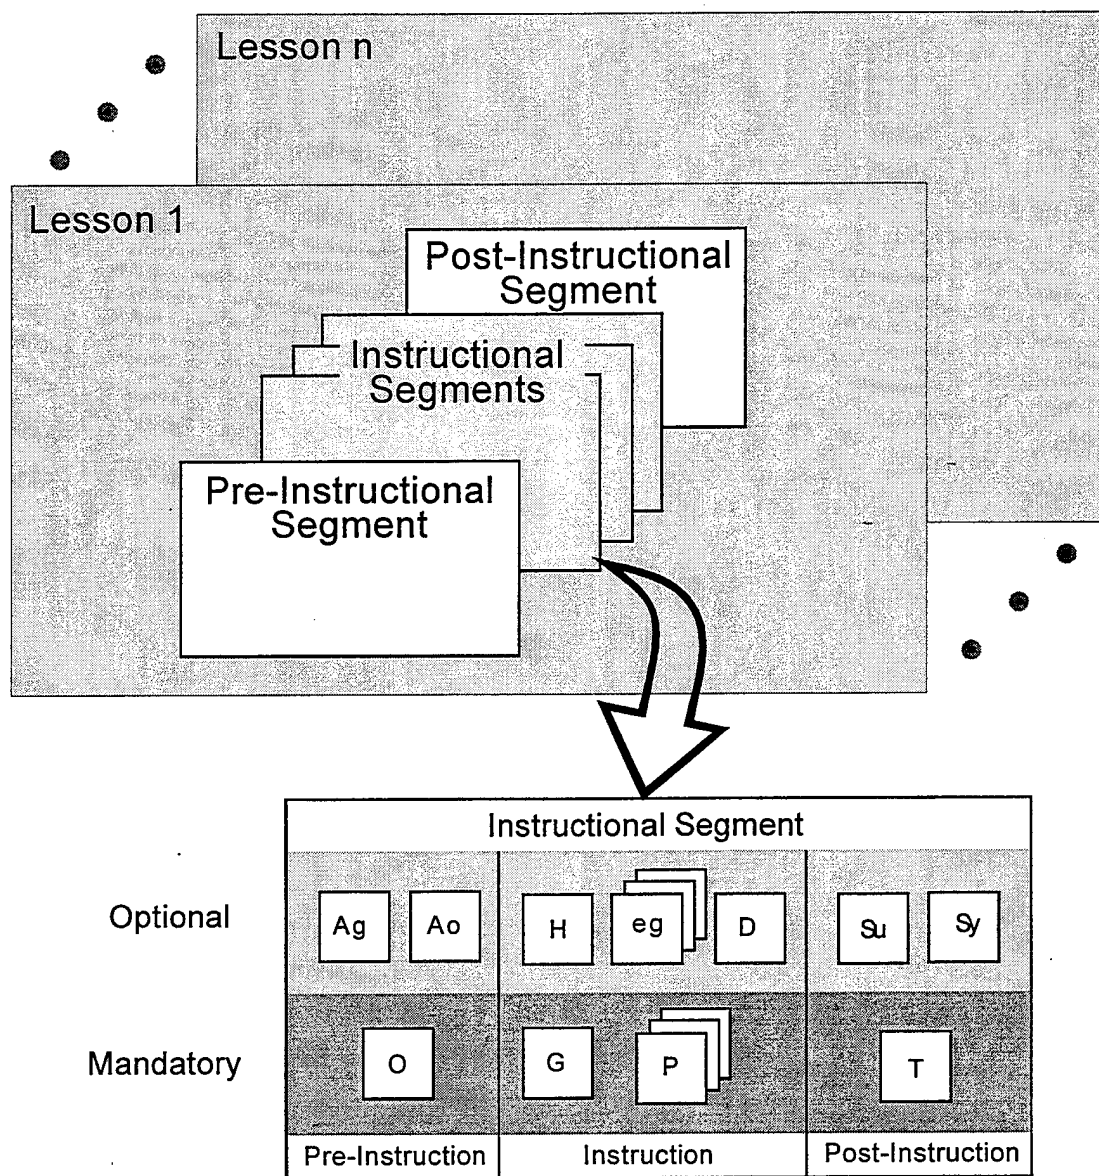 Lesson n
Lesson 1
Post-Instructional
Segment
Instructional
Segments
Pre-Instructional
Segment
Instructional Segment
Optional
Ag
Ao
H
eg
D
Su
Sy
Mandatory
O
G
P
T
Pre-Instruction
Instruction
Post-Instruction